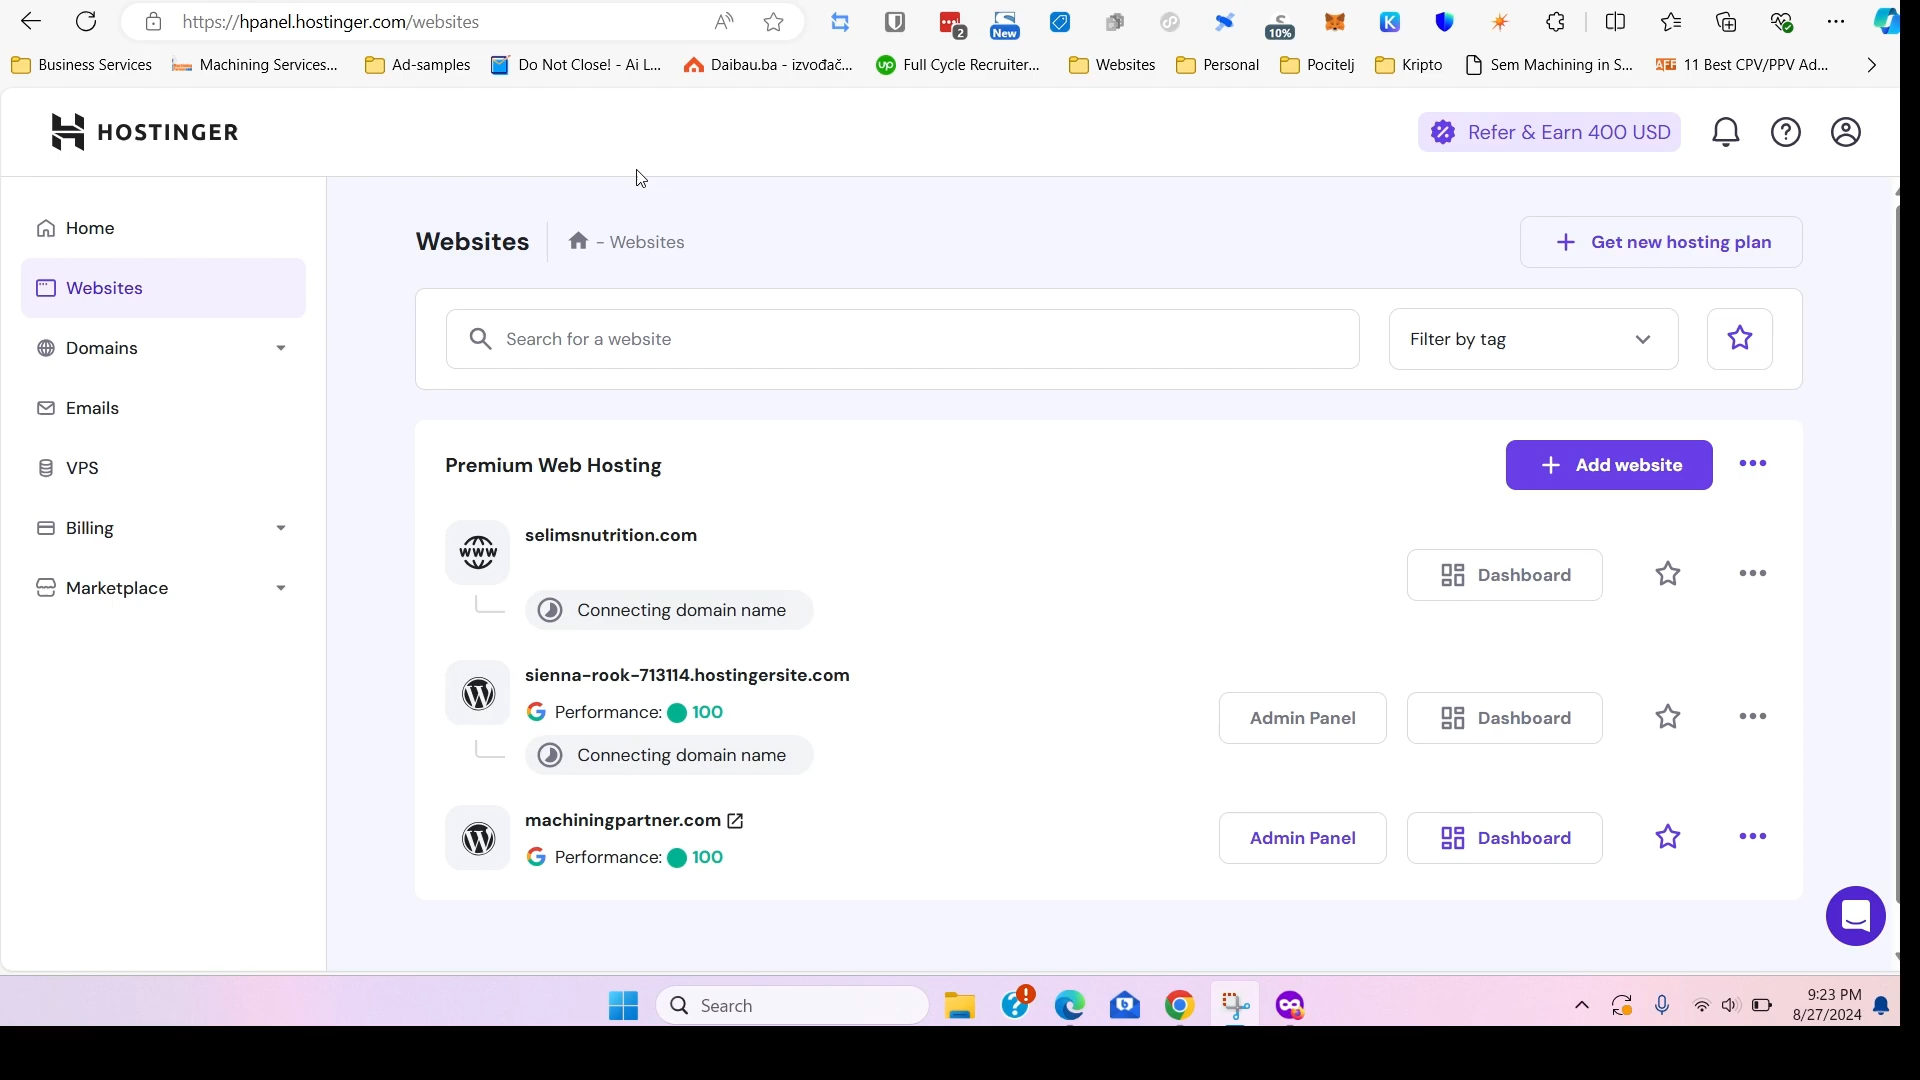 https://hpanel.hostinger.com/websites
2
New
10%
Business Services
Machining Services...
Ad-samples
Do Not Close! - Ai L...
Daibau.ba - izvođač...
Full Cycle Recruiter...
Websites
Personal
Pocitelj
Kripto
Sem Machining in S...
11 Best CPV/PPV Ad...
HOSTINGER
Refer & Earn 400 USD
Home
Websites
Domains
Emails
VPS
Billing
Marketplace
Websites
- Websites
+ Get new hosting plan
Search for a website
Filter by tag
Premium Web Hosting
+ Add website
www
selimsnutrition.com
Dashboard
Connecting domain name
sienna-rook-713114.hostingersite.com
Performance: 100
Admin Panel
Dashboard
Connecting domain name
machiningpartner.com
Performance: 100
Admin Panel
Dashboard
Search
9:23 PM
8/27/2024